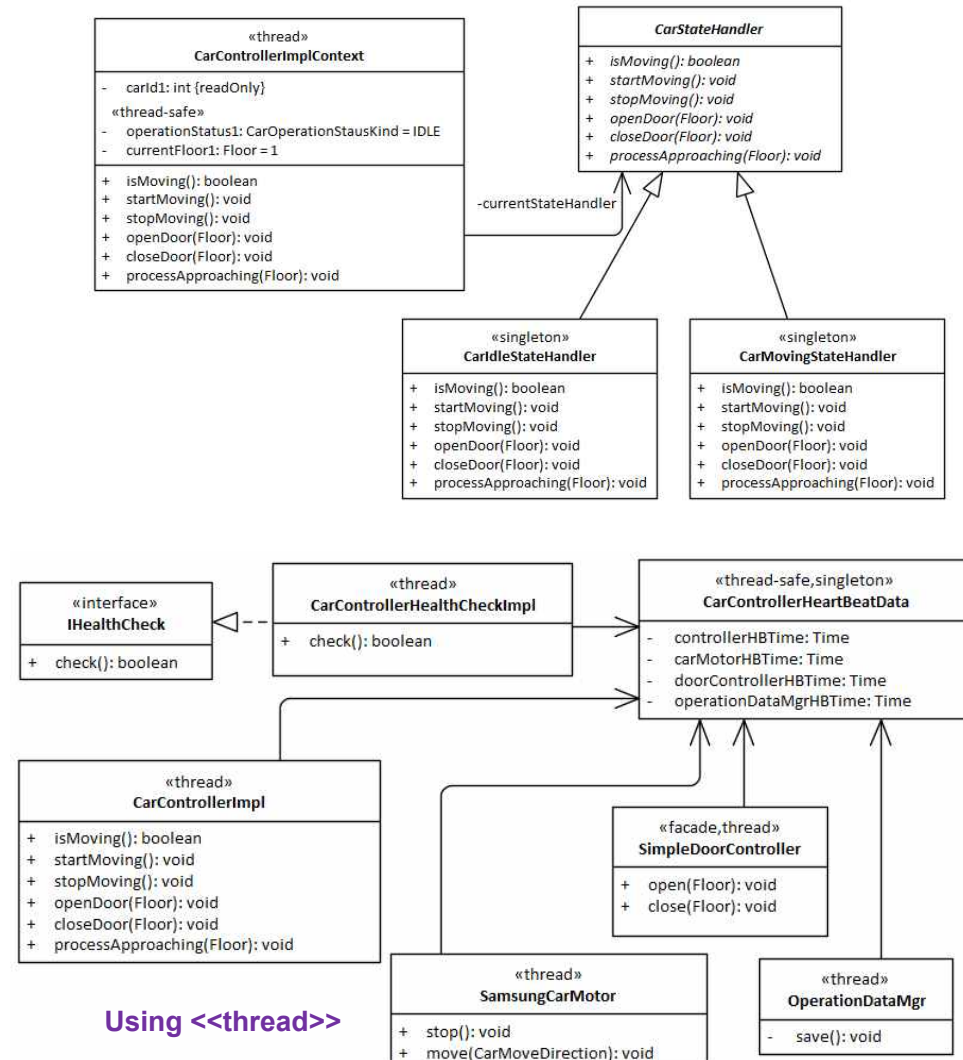 «thread»
CarControllerImplContext
- carId1: int {readOnly}
«thread-safe»
- operationStatus1: CarOperationStausKind = IDLE
- currentFloor1: Floor = 1
+ isMoving(): boolean
+ startMoving(): void
+ stopMoving(): void
+ openDoor(Floor): void
+ closeDoor(Floor): void
+ processApproaching(Floor): void
-currentStateHandler
CarStateHandler
+ isMoving(): boolean
+ startMoving(): void
+ stopMoving(): void
+ openDoor(Floor): void
+ closeDoor(Floor): void
+ processApproaching(Floor): void
«singleton»
CarIdleStateHandler
+ isMoving(): boolean
+ startMoving(): void
+ stopMoving(): void
+ openDoor(Floor): void
+ closeDoor(Floor): void
+ processApproaching(Floor): void
«singleton»
CarMovingStateHandler
+ isMoving(): boolean
+ startMoving(): void
+ stopMoving(): void
+ openDoor(Floor): void
+ closeDoor(Floor): void
+ processApproaching(Floor): void
«interface»
IHealthCheck
+ check(): boolean
«thread»
CarControllerHealthCheckImpl
+ check(): boolean
«thread-safe,singleton»
CarControllerHeartBeatData
- controllerHBTime: Time
- carMotorHBTime: Time
- doorControllerHBTime: Time
- operationDataMgrHBTime: Time
«thread»
CarControllerImpl
+ isMoving(): boolean
+ startMoving(): void
+ stopMoving(): void
+ openDoor(Floor): void
+ closeDoor(Floor): void
+ processApproaching(Floor): void
«facade,thread»
SimpleDoorController
+ open(Floor): void
+ close(Floor): void
«thread»
SamsungCarMotor
+ stop(): void
+ move(CarMoveDirection): void
«thread»
OperationDataMgr
- save(): void
Using <<thread>>